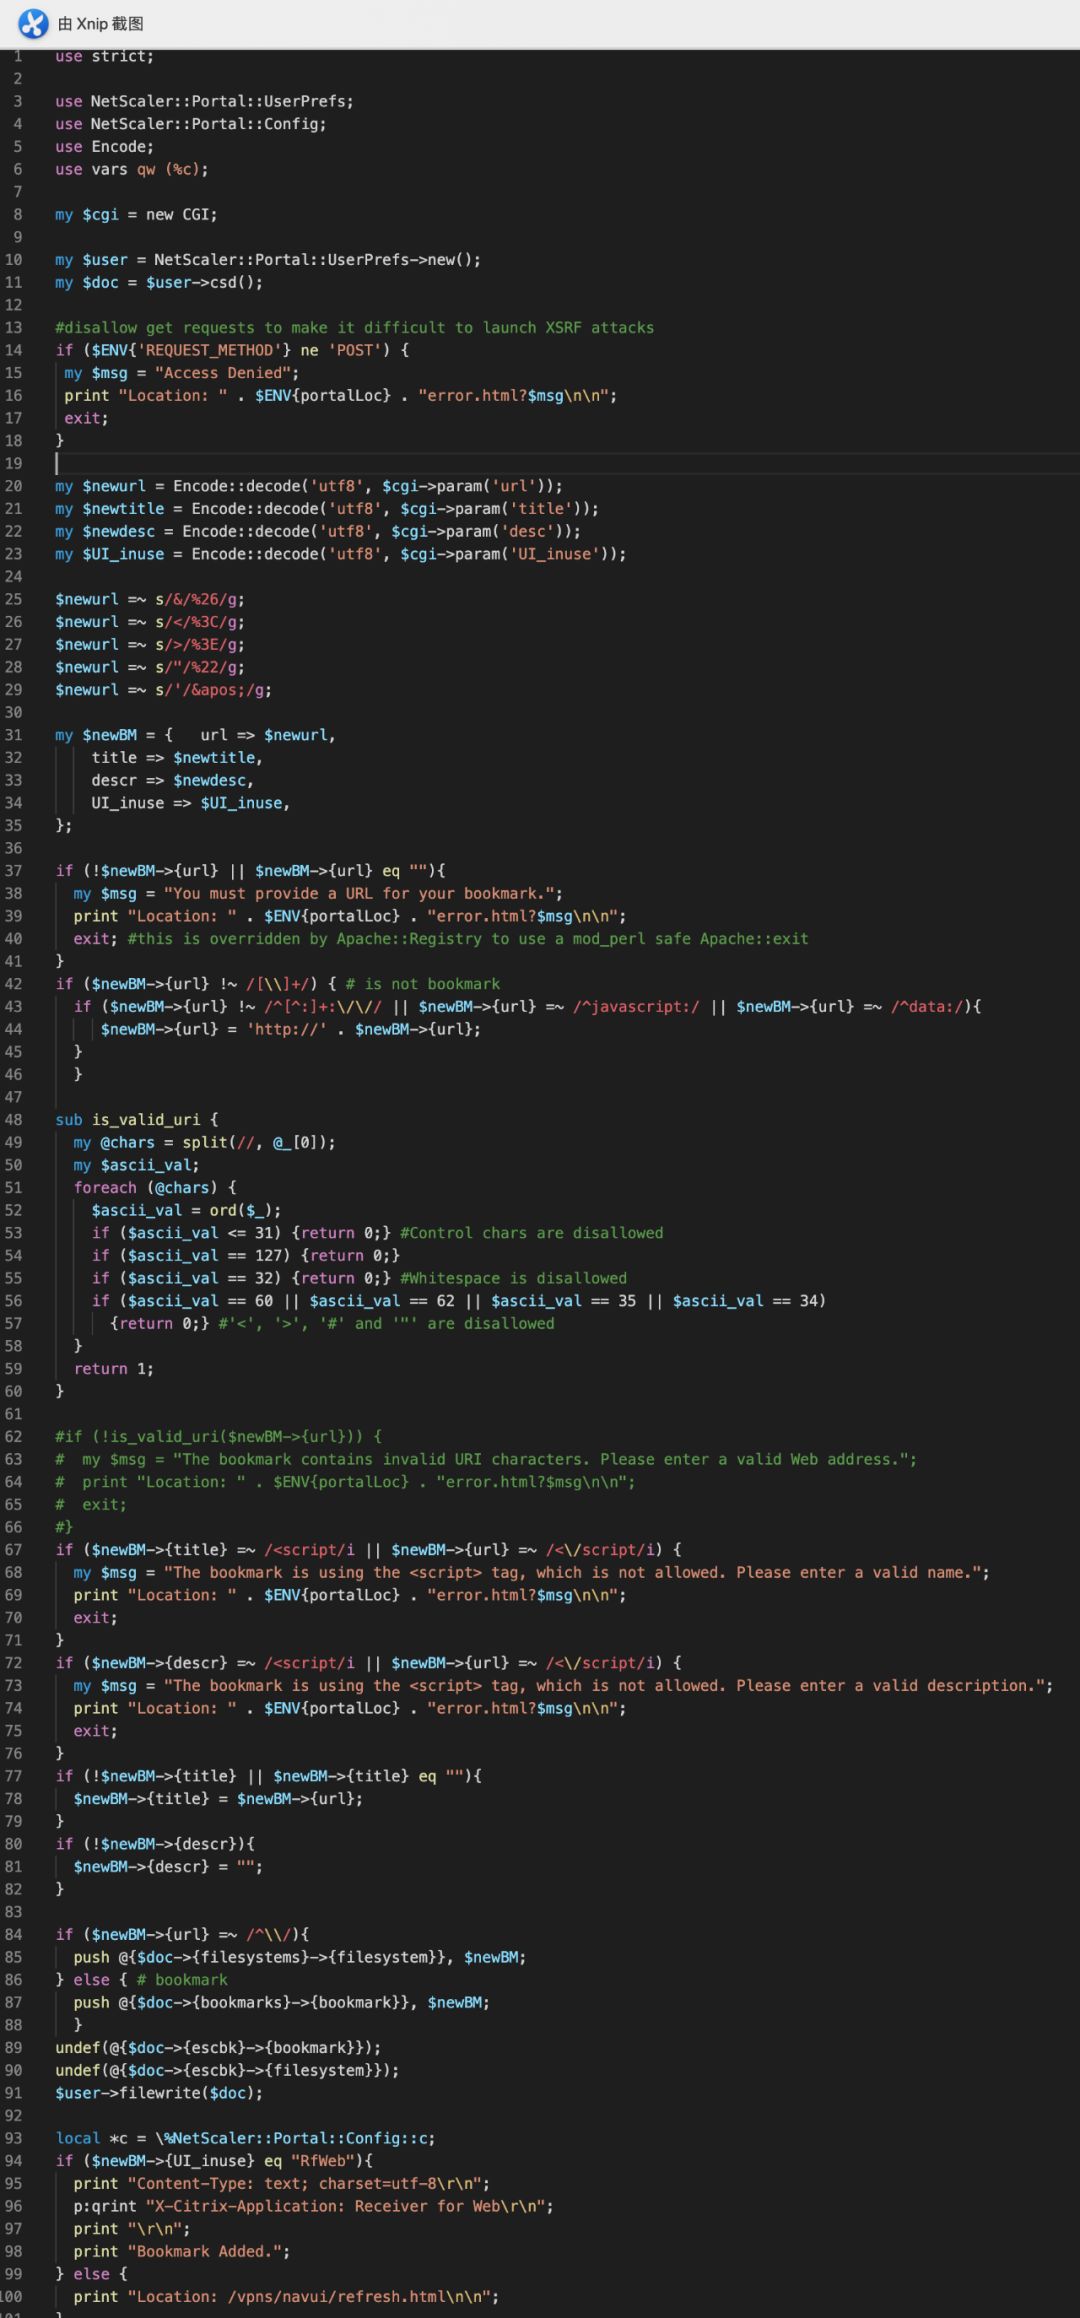 由 Xnip 截图
1 use strict;
2
3 use NetScaler::Portal::UserPrefs;
4 use NetScaler::Portal::Config;
5 use Encode;
6 use vars qw (%c);
7
8 my $cgi = new CGI;
9
10 my $user = NetScaler::Portal::UserPrefs->new();
11 my $doc = $user->csd();
12
13 #disallow get requests to make it difficult to launch XSRF attacks
14 if ($ENV{'REQUEST_METHOD'} ne 'POST') {
15 my $msg = "Access Denied";
16 print "Location: " . $ENV{portalLoc} . "error.html?$msg\n\n";
17 exit;
18 }
19
20 my $newurl = Encode::decode('utf8', $cgi->param('url'));
21 my $newtitle = Encode::decode('utf8', $cgi->param('title'));
22 my $newdesc = Encode::decode('utf8', $cgi->param('desc'));
23 my $UI_inuse = Encode::decode('utf8', $cgi->param('UI_inuse'));
24
25 $newurl =~ s/&/%26/g;
26 $newurl =~ s/</%3C/g;
27 $newurl =~ s/>/%3E/g;
28 $newurl =~ s/"/%22/g;
29 $newurl =~ s/'/&apos;/g;
30
31 my $newBM = {   url => $newurl,
32 title => $newtitle,
33 descr => $newdesc,
34 UI_inuse => $UI_inuse,
35 };
36
37 if (!$newBM->{url} || $newBM->{url} eq ""){
38 my $msg = "You must provide a URL for your bookmark.";
39 print "Location: " . $ENV{portalLoc} . "error.html?$msg\n\n";
40 exit; #this is overridden by Apache::Registry to use a mod_perl safe Apache::exit
41 }
42 if ($newBM->{url} !~ /[\\]+/) { # is not bookmark
43 if ($newBM->{url} !~ /^[^:]+:\/\// || $newBM->{url} =~ /^javascript:/ || $newBM->{url} =~ /^data:/){
44 $newBM->{url} = 'http://' . $newBM->{url};
45 }
46 }
47
48 sub is_valid_uri {
49 my @chars = split(//, @_[0]);
50 my $ascii_val;
51 foreach (@chars) {
52 $ascii_val = ord($_);
53 if ($ascii_val <= 31) {return 0;} #Control chars are disallowed
54 if ($ascii_val == 127) {return 0;}
55 if ($ascii_val == 32) {return 0;} #Whitespace is disallowed
56 if ($ascii_val == 60 || $ascii_val == 62 || $ascii_val == 35 || $ascii_val == 34)
57 {return 0;} #'<', '>', '#' and '"' are disallowed
58 }
59 return 1;
60 }
61
62 #if (!is_valid_uri($newBM->{url})) {
63 #  my $msg = "The bookmark contains invalid URI characters. Please enter a valid Web address.";
64 #  print "Location: " . $ENV{portalLoc} . "error.html?$msg\n\n";
65 #  exit;
66 #}
67 if ($newBM->{title} =~ /<script/i || $newBM->{url} =~ /<\/script/i) {
68 my $msg = "The bookmark is using the <script> tag, which is not allowed. Please enter a valid name.";
69 print "Location: " . $ENV{portalLoc} . "error.html?$msg\n\n";
70 exit;
71 }
72 if ($newBM->{descr} =~ /<script/i || $newBM->{url} =~ /<\/script/i) {
73 my $msg = "The bookmark is using the <script> tag, which is not allowed. Please enter a valid description.";
74 print "Location: " . $ENV{portalLoc} . "error.html?$msg\n\n";
75 exit;
76 }
77 if (!$newBM->{title} || $newBM->{title} eq ""){
78 $newBM->{title} = $newBM->{url};
79 }
80 if (!$newBM->{descr}){
81 $newBM->{descr} = "";
82 }
83
84 if ($newBM->{url} =~ /^\\/){
85 push @{$doc->{filesystems}->{filesystem}}, $newBM;
86 } else { # bookmark
87 push @{$doc->{bookmarks}->{bookmark}}, $newBM;
88 }
89 undef(@{$doc->{escbk}->{bookmark}});
90 undef(@{$doc->{escbk}->{filesystem}});
91 $user->filewrite($doc);
92
93 local *c = \%NetScaler::Portal::Config::c;
94 if ($newBM->{UI_inuse} eq "RfWeb"){
95 print "Content-Type: text; charset=utf-8\r\n";
96 p:qrint "X-Citrix-Application: Receiver for Web\r\n";
97 print "\r\n";
98 print "Bookmark Added.";
99 } else {
100 print "Location: /vpns/navui/refresh.html\n\n";